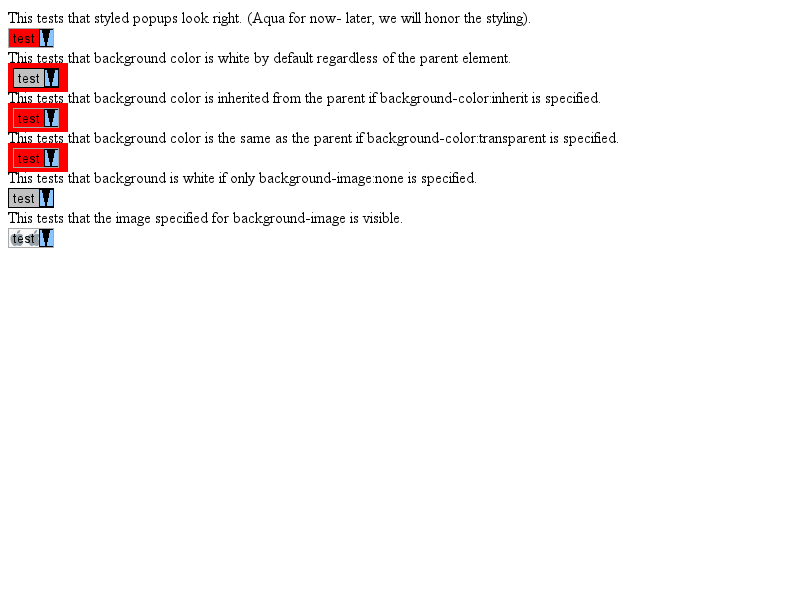 This tests that styled popups look right. (Aqua for now- later, we will honor the styling).
test
This tests that background color is white by default regardless of the parent element.
test
This tests that background color is inherited from the parent if background-color:inherit is specified.
test
This tests that background color is the same as the parent if background-color:transparent is specified.
test
This tests that background is white if only background-image:none is specified.
test
This tests that the image specified for background-image is visible.
test